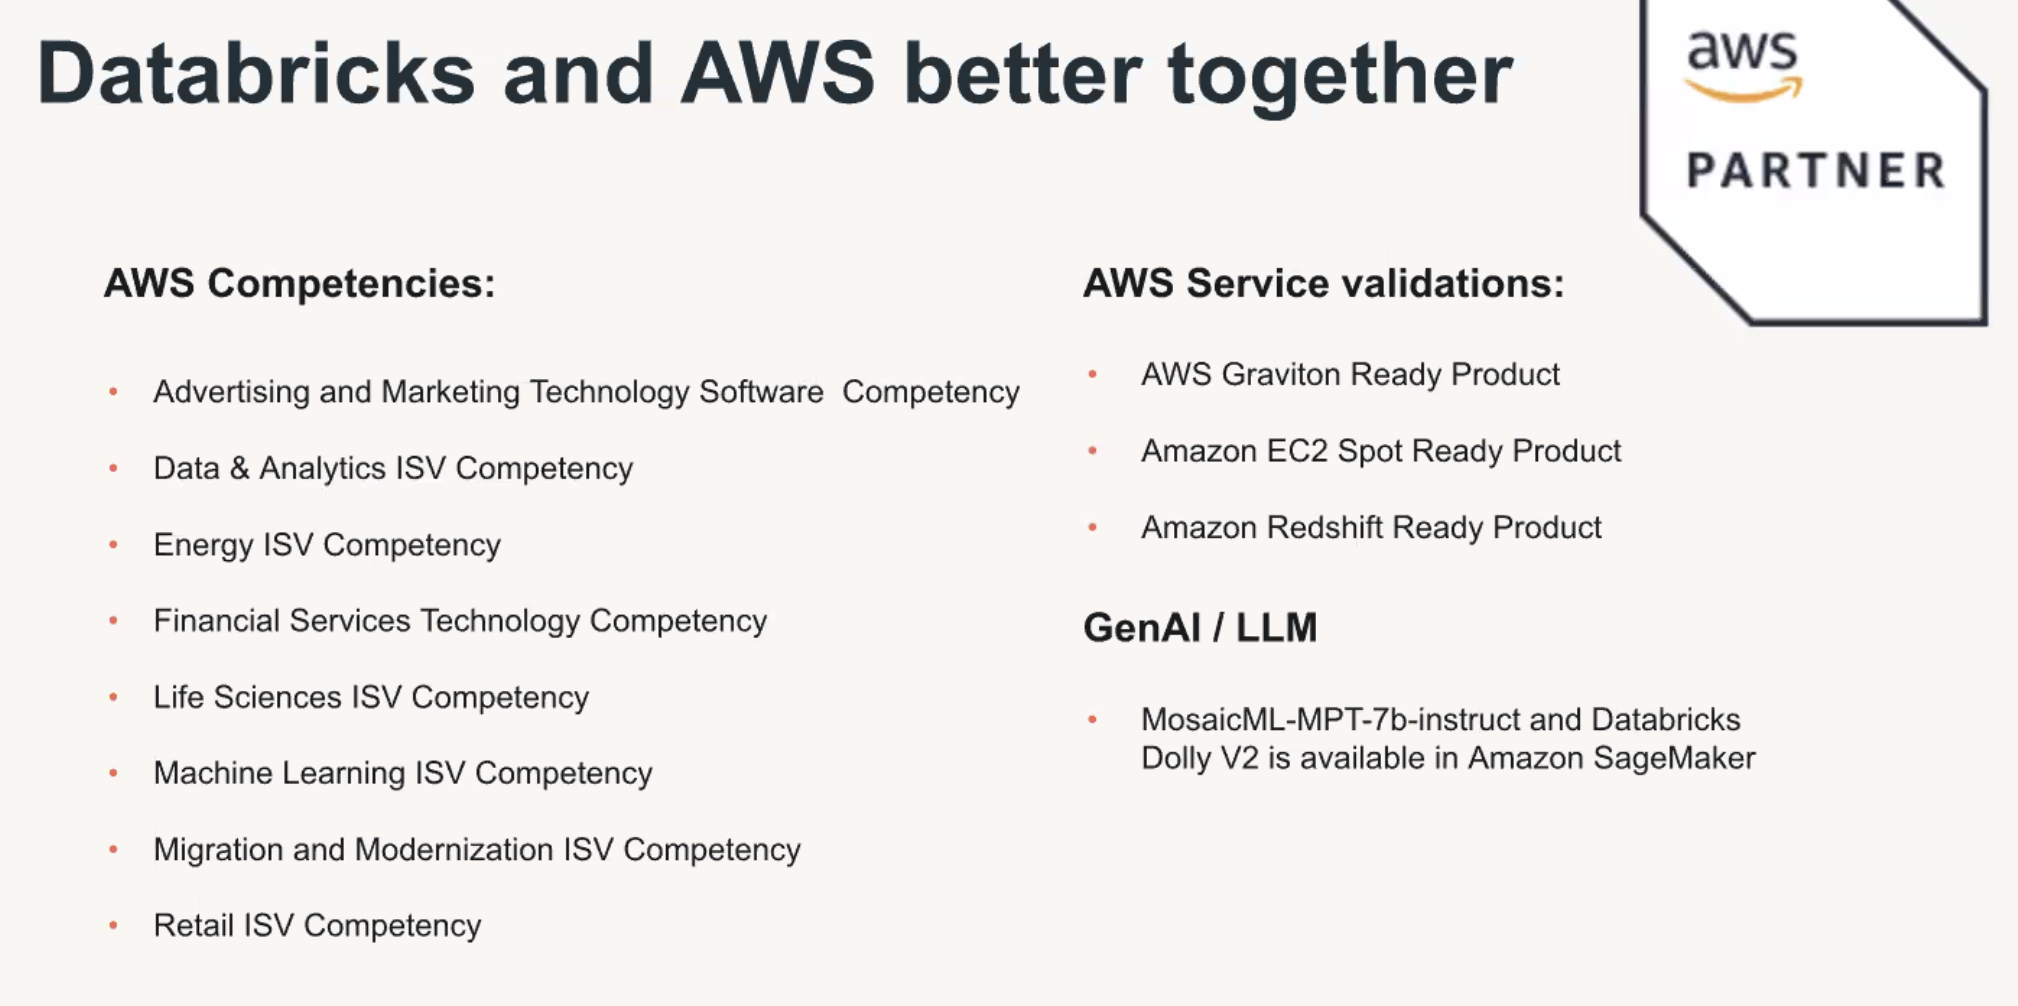 Databricks and AWS better together
aws
PARTNER
AWS Competencies:
• Advertising and Marketing Technology Software  Competency
• Data & Analytics ISV Competency
• Energy ISV Competency
• Financial Services Technology Competency
• Life Sciences ISV Competency
• Machine Learning ISV Competency
• Migration and Modernization ISV Competency
• Retail ISV Competency
AWS Service validations:
• AWS Graviton Ready Product
• Amazon EC2 Spot Ready Product
• Amazon Redshift Ready Product
GenAI / LLM
• MosaicML-MPT-7b-instruct and Databricks
Dolly V2 is available in Amazon SageMaker